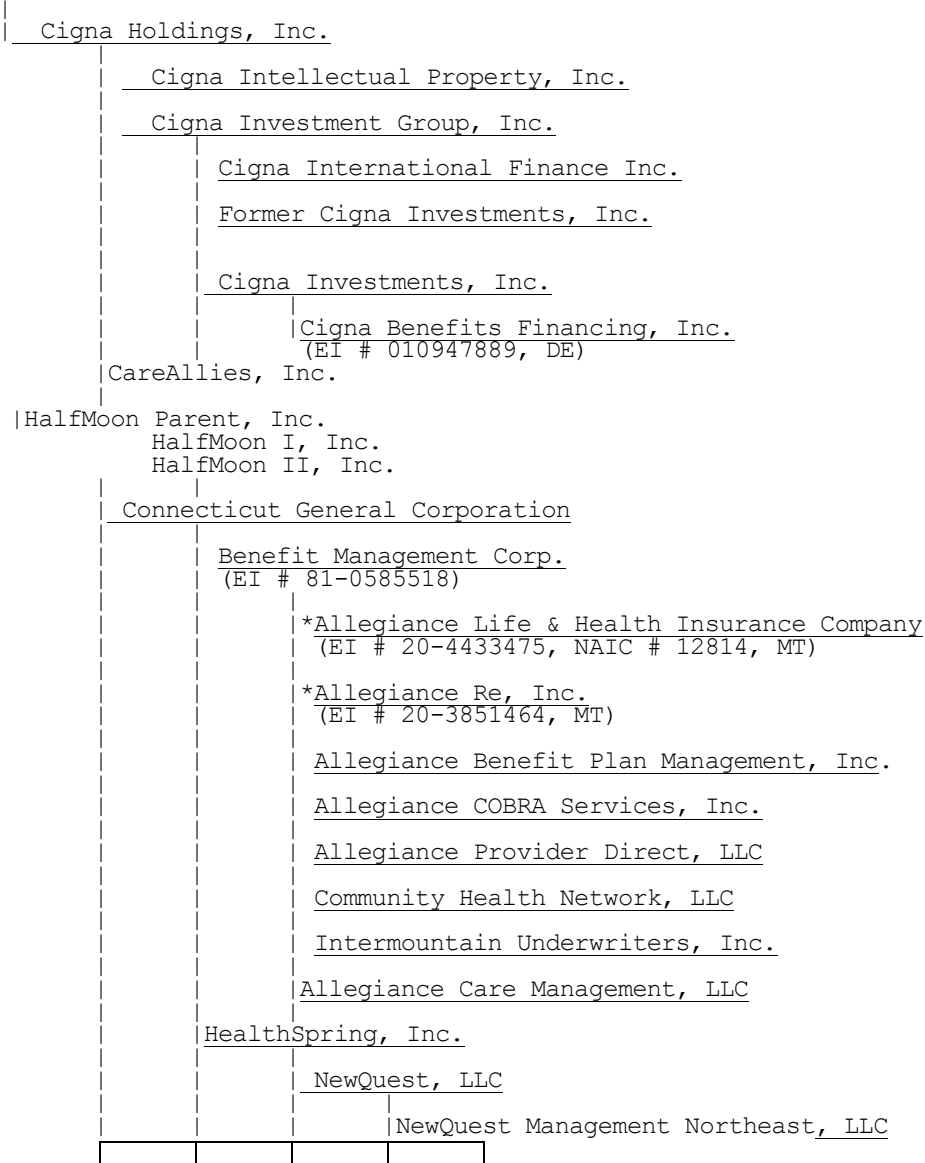 Cigna Holdings, Inc.
Cigna Intellectual Property, Inc.
Cigna Investment Group, Inc.
Cigna International Finance Inc.
Former Cigna Investments, Inc.
Cigna Investments, Inc.
Cigna Benefits Financing, Inc.
(EI # 010947889, DE)
CareAllies, Inc.
HalfMoon Parent, Inc.
HalfMoon I, Inc.
HalfMoon II, Inc.
Connecticut General Corporation
Benefit Management Corp.
(EI # 81-0585518)
*Allegiance Life & Health Insurance Company
(EI # 20-4433475, NAIC # 12814, MT)
*Allegiance Re, Inc.
(EI # 20-3851464, MT)
Allegiance Benefit Plan Management, Inc.
Allegiance COBRA Services, Inc.
Allegiance Provider Direct, LLC
Community Health Network, LLC
Intermountain Underwriters, Inc.
Allegiance Care Management, LLC
HealthSpring, Inc.
NewQuest, LLC
NewQuest Management Northeast, LLC